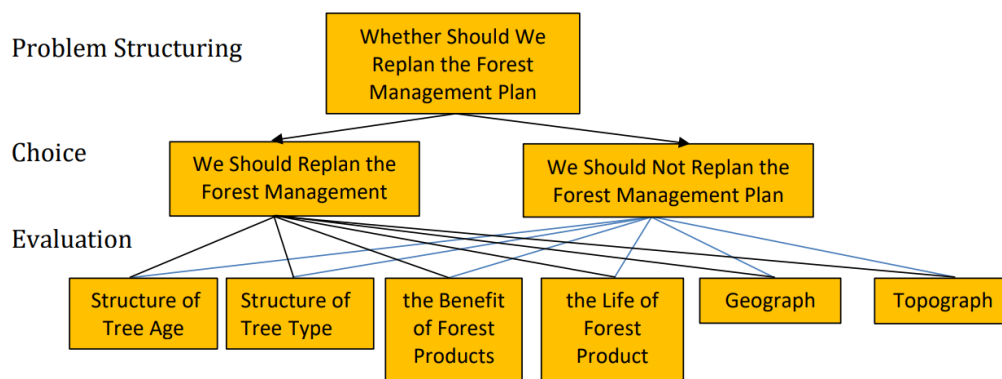 Problem Structuring
Whether Should We
Replan the Forest
Management Plan
Choice
We Should Replan the
Forest Management
We Should Not Replan the
Forest Management Plan
Evaluation
Structure of
Tree Age
Structure of
Tree Type
the Benefit
of Forest
Products
the Life of
Forest
Product
Geograph
Topograph